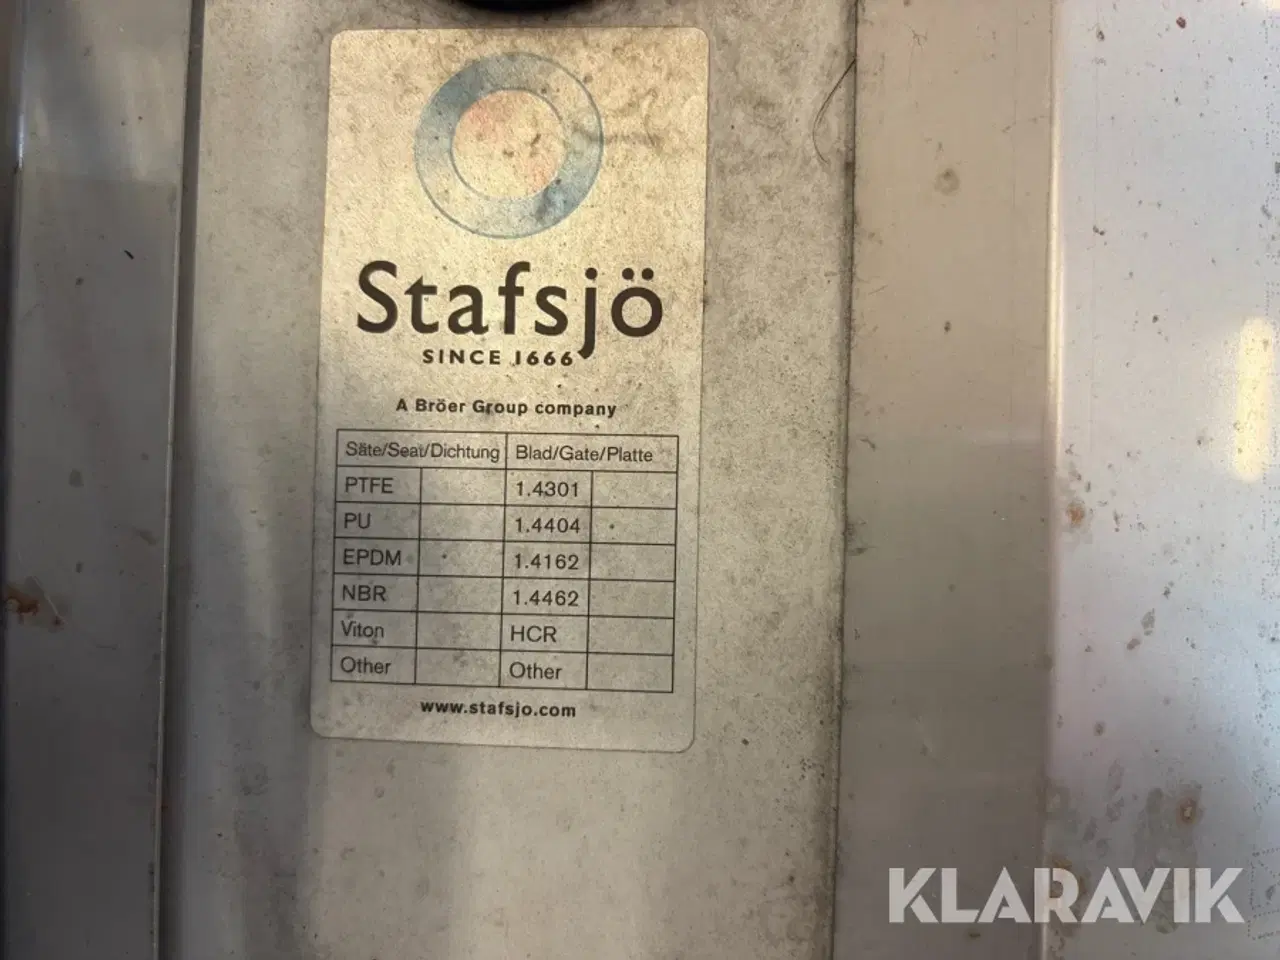 Stafsjö
SINCE 1666
A Bröer Group company
Säte/Seat/Dichtung Blad/Gate/Platte
PTFE 1.4301
PU 1.4404
EPDM 1.4162
NBR 1.4462
Viton HCR
Other Other
www.stafsjo.com
KLARAVIK